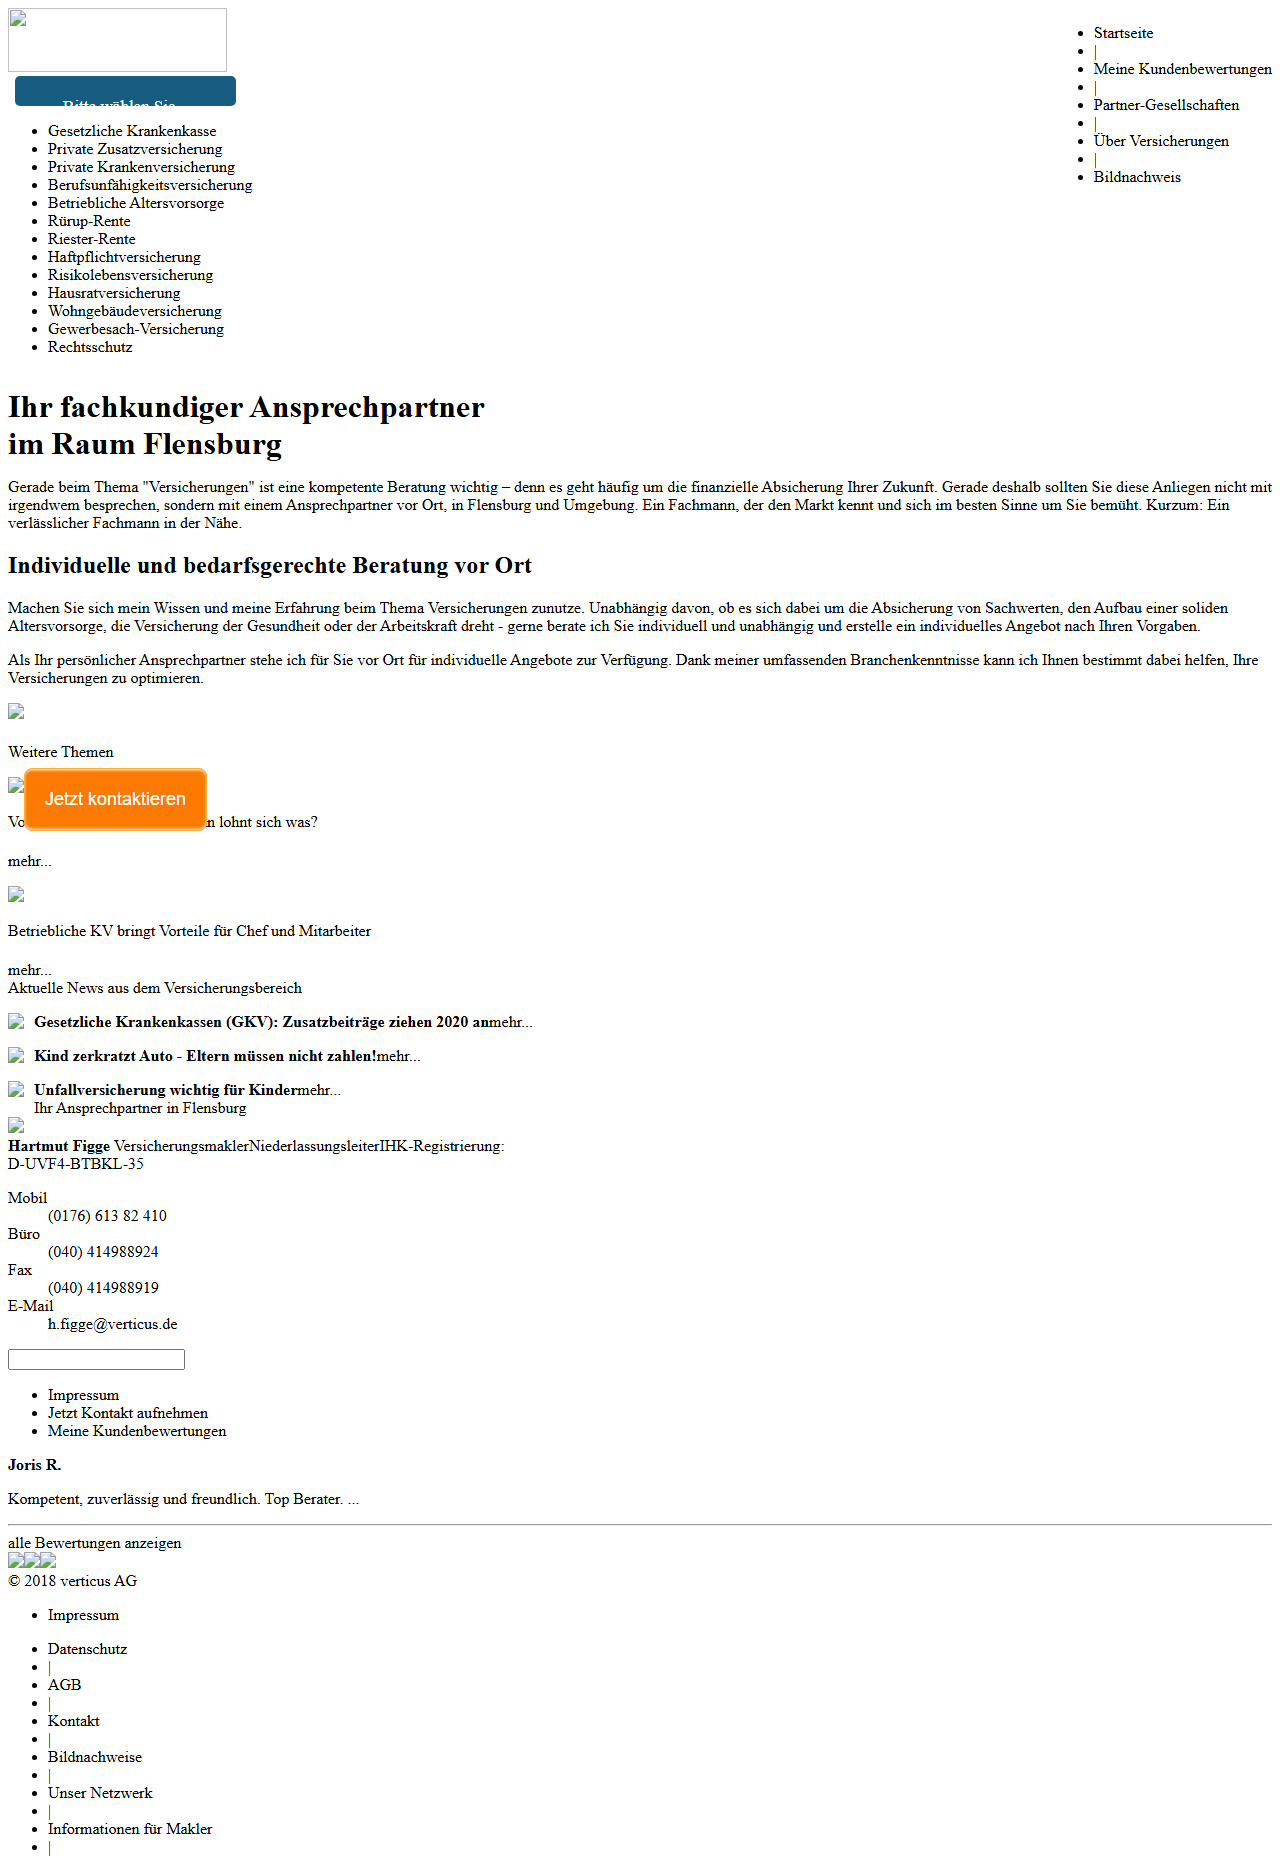 Startseite
|
Meine Kundenbewertungen
|
Partner-Gesellschaften
|
Über Versicherungen
|
Bildnachweis
Bitte wählen Sie
Gesetzliche Krankenkasse
Private Zusatzversicherung
Private Krankenversicherung
Berufsunfähigkeitsversicherung
Betriebliche Altersvorsorge
Rürup-Rente
Riester-Rente
Haftpflichtversicherung
Risikolebensversicherung
Hausratversicherung
Wohngebäudeversicherung
Gewerbesach-Versicherung
Rechtsschutz
Ihr fachkundiger Ansprechpartner
im Raum Flensburg
Gerade beim Thema "Versicherungen" ist eine kompetente Beratung wichtig – denn es geht häufig um die finanzielle Absicherung Ihrer Zukunft. Gerade deshalb sollten Sie diese Anliegen nicht mit
irgendwem besprechen, sondern mit einem Ansprechpartner vor Ort, in Flensburg und Umgebung. Ein Fachmann, der den Markt kennt und sich im besten Sinne um Sie bemüht. Kurzum: Ein
verlässlicher Fachmann in der Nähe.
Individuelle und bedarfsgerechte Beratung vor Ort
Machen Sie sich mein Wissen und meine Erfahrung beim Thema Versicherungen zunutze. Unabhängig davon, ob es sich dabei um die Absicherung von Sachwerten, den Aufbau einer soliden
Altersvorsorge, die Versicherung der Gesundheit oder der Arbeitskraft dreht - gerne berate ich Sie individuell und unabhängig und erstelle ein individuelles Angebot nach Ihren Vorgaben.
Als Ihr persönlicher Ansprechpartner stehe ich für Sie vor Ort für individuelle Angebote zur Verfügung. Dank meiner umfassenden Branchenkenntnisse kann ich Ihnen bestimmt dabei helfen, Ihre
Versicherungen zu optimieren.
Weitere Themen
Jetzt kontaktieren
lohnt sich was?
mehr...
Betriebliche KV bringt Vorteile für Chef und Mitarbeiter
mehr...
Aktuelle News aus dem Versicherungsbereich
Gesetzliche Krankenkassen (GKV): Zusatzbeiträge ziehen 2020 anmehr...
Kind zerkratzt Auto - Eltern müssen nicht zahlen!mehr...
Unfallversicherung wichtig für Kindermehr...
Ihr Ansprechpartner in Flensburg
Hartmut Figge VersicherungsmaklerNiederlassungsleiterIHK-Registrierung:
D-UVF4-BTBKL-35
Mobil
(0176) 613 82 410
Büro
(040) 414988924
Fax
(040) 414988919
E-Mail
h.figge@verticus.de
Impressum
Jetzt Kontakt aufnehmen
Meine Kundenbewertungen
Joris R.
Kompetent, zuverlässig und freundlich. Top Berater. ...
alle Bewertungen anzeigen
© 2018 verticus AG
Impressum
Datenschutz
|
AGB
|
Kontakt
|
Bildnachweise
|
Unser Netzwerk
|
Informationen für Makler
|